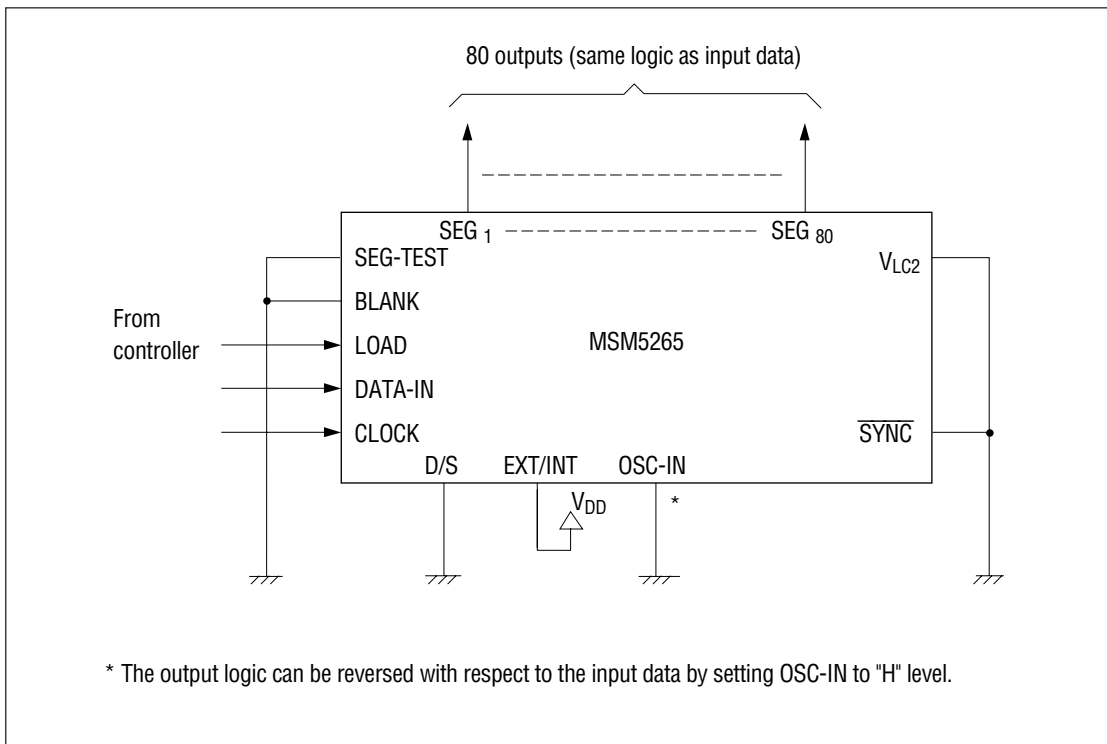 80 outputs (same logic as input data)
SEG 1
SEG 80
SEG-TEST
VLC2
BLANK
From
controller
LOAD
MSM5265
DATA-IN
CLOCK
SYNC
D/S
EXT/INT
OSC-IN
VDD
*
* The output logic can be reversed with respect to the input data by setting OSC-IN to "H" level.